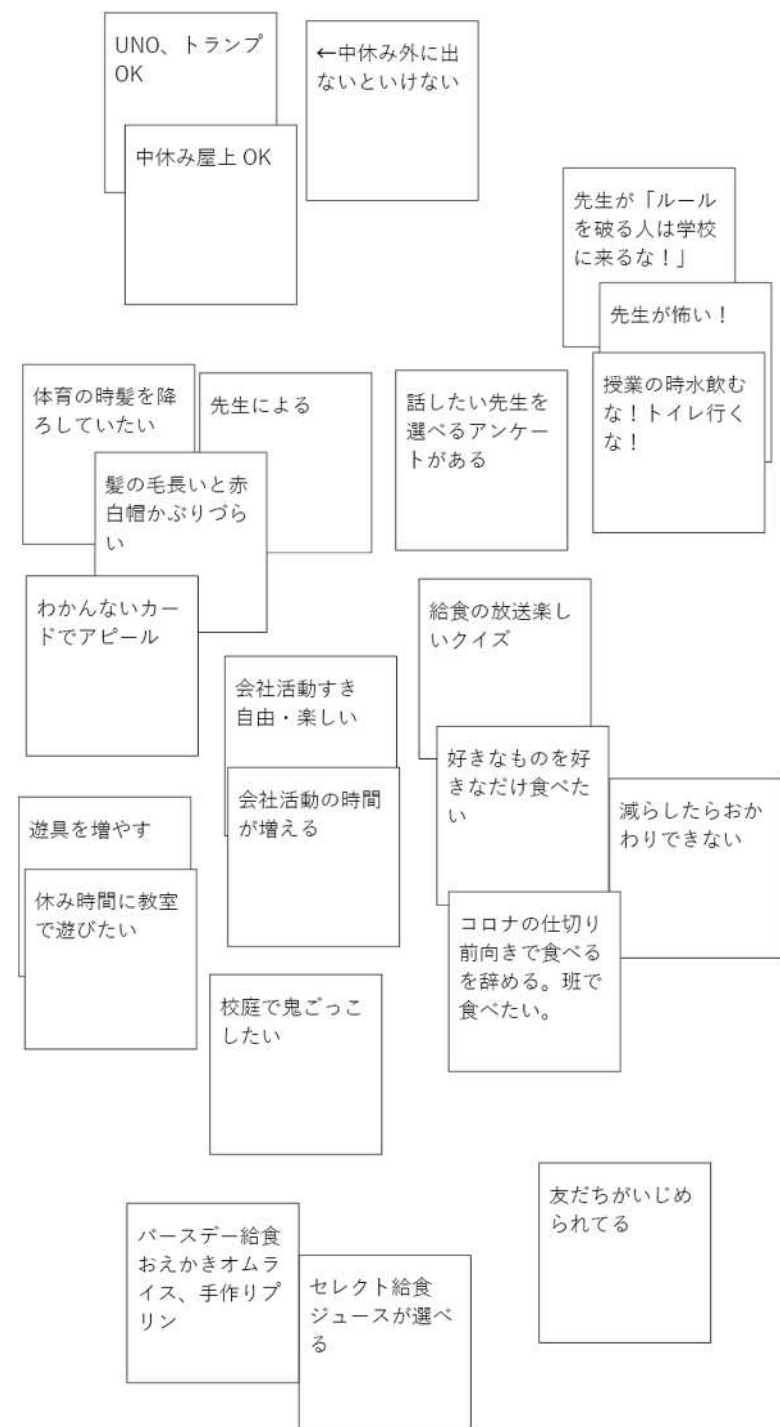 UNO、トランプ
OK
←中休み外に出
ないといけない
中休み屋上 OK
先生が「ルール
を破る人は学校
に来るな！」
先生が怖い！
授業の時水飲む
な！トイレ行く
な！
体育の時髪を降
ろしていたい
先生による
髪の毛長いと赤
白帽かぶりづら
い
話したい先生を
選べるアンケー
トがある
わかんないカー
ドでアピール
給食の放送楽し
いクイズ
会社活動すき
自由・楽しい
会社活動の時間
が増える
好きなものを好
きなだけ食べた
い
減らしたらおか
わりできない
コロナの仕切り
前向きで食べる
を辞める。班で
食べたい。
遊具を増やす
休み時間に教室
で遊びたい
校庭で鬼ごっこ
したい
友だちがいじめ
られてる
バースデー給食
おえかきオムラ
イス、手作りプ
リン
セレクト給食
ジュースが選べ
る